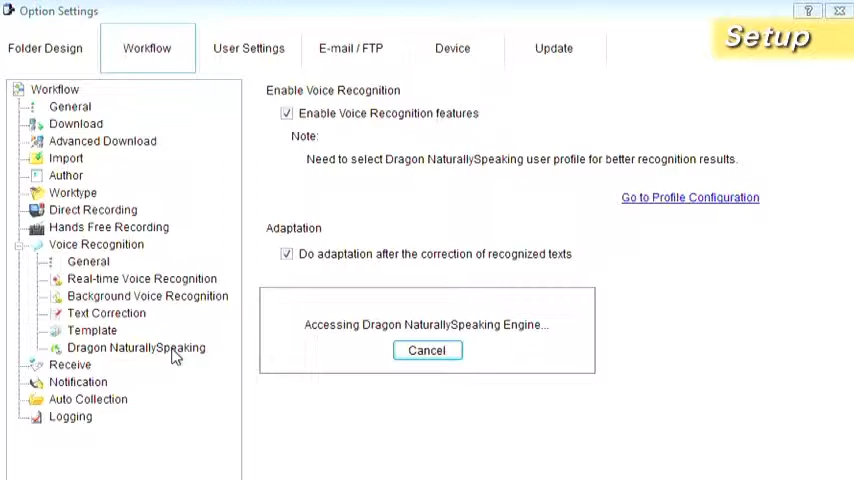 Option Settings
Setup
Folder Design
Workflow
User Settings
E-mail / FTP
Device
Update
Workflow
General
Download
Advanced Download
Import
Author
Worktype
Direct Recording
Hands Free Recording
Voice Recognition
General
Real-time Voice Recognition
Background Voice Recognition
Text Correction
Template
Dragon NaturallySpeaking
Receive
Notification
Auto Collection
Logging
Enable Voice Recognition
Enable Voice Recognition features
Note:
Need to select Dragon NaturallySpeaking user profile for better recognition results.
Go to Profile Configuration
Adaptation
Do adaptation after the correction of recognized texts
Accessing Dragon NaturallySpeaking Engine...
Cancel